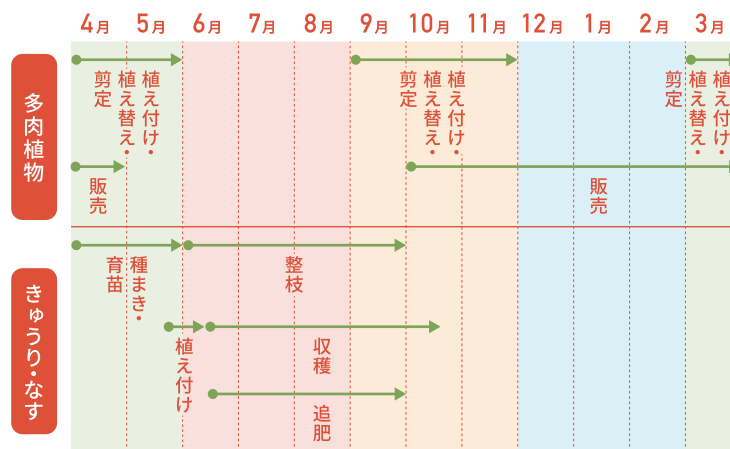 4月 5月 6月 7月 8月 9月 10月 11月 12月 1月 2月 3月
多肉植物
植え付け・
植え替え・
剪定
植え付け・
植え替え・
剪定
植え付け・
植え替え・
剪定
販売
販売
きゅうり・なす
種まき・
育苗
整枝
植え付け
収穫
追肥